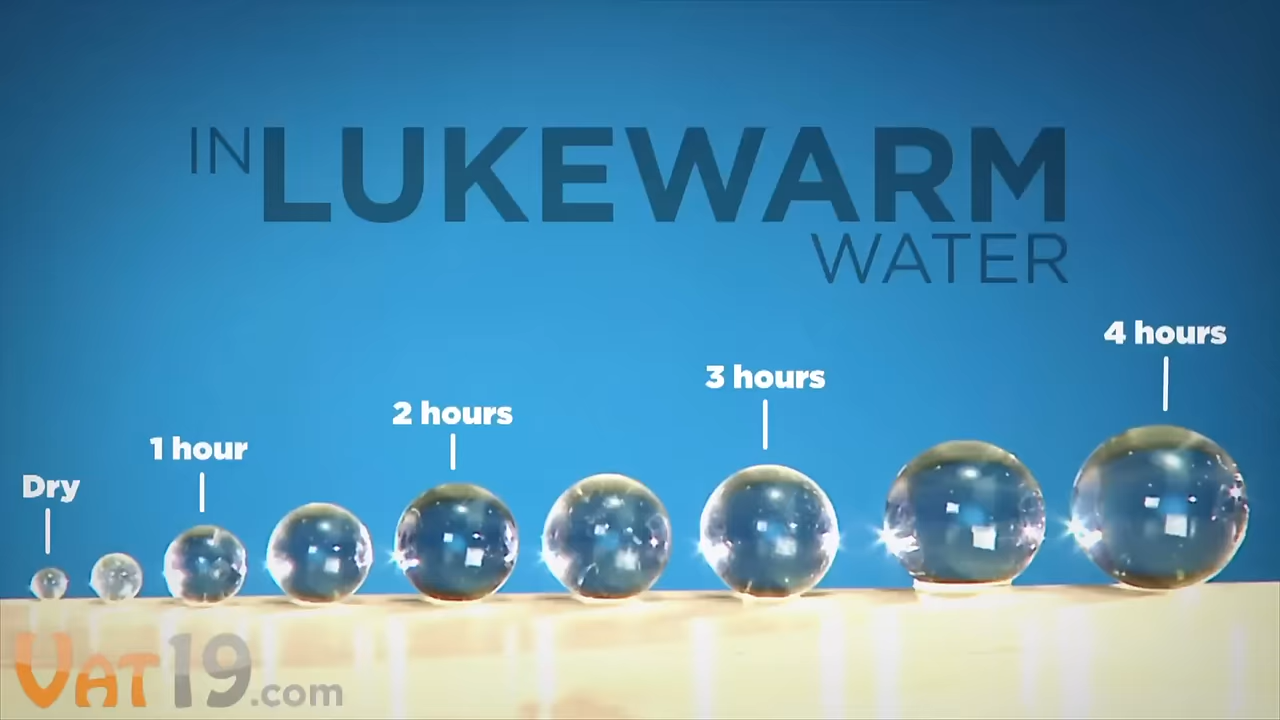 IN LUKEWARM
WATER
4 hours
3 hours
2 hours
1 hour
Dry
VAT19.com